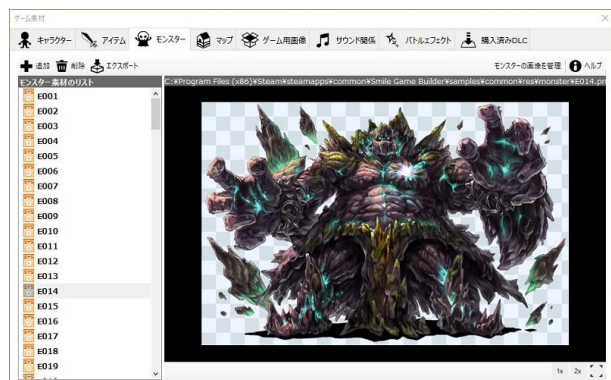 ゲーム素材
キャラクター アイテム モンスター マップ ゲーム用画像 サウンド関係 バトルエフェクト 購入済みDLC
追加 削除 エクスポート モンスターの画像を管理 ヘルプ
モンスター素材のリスト C:¥Program Files (x86)¥Steam¥steamapps¥common¥Smile Game Builder¥samples¥common¥res¥monster¥E014.pn
E001
E002
E003
E004
E005
E006
E007
E008
E009
E010
E011
E012
E013
E014
E015
E016
E017
E018
E019
1x 2x